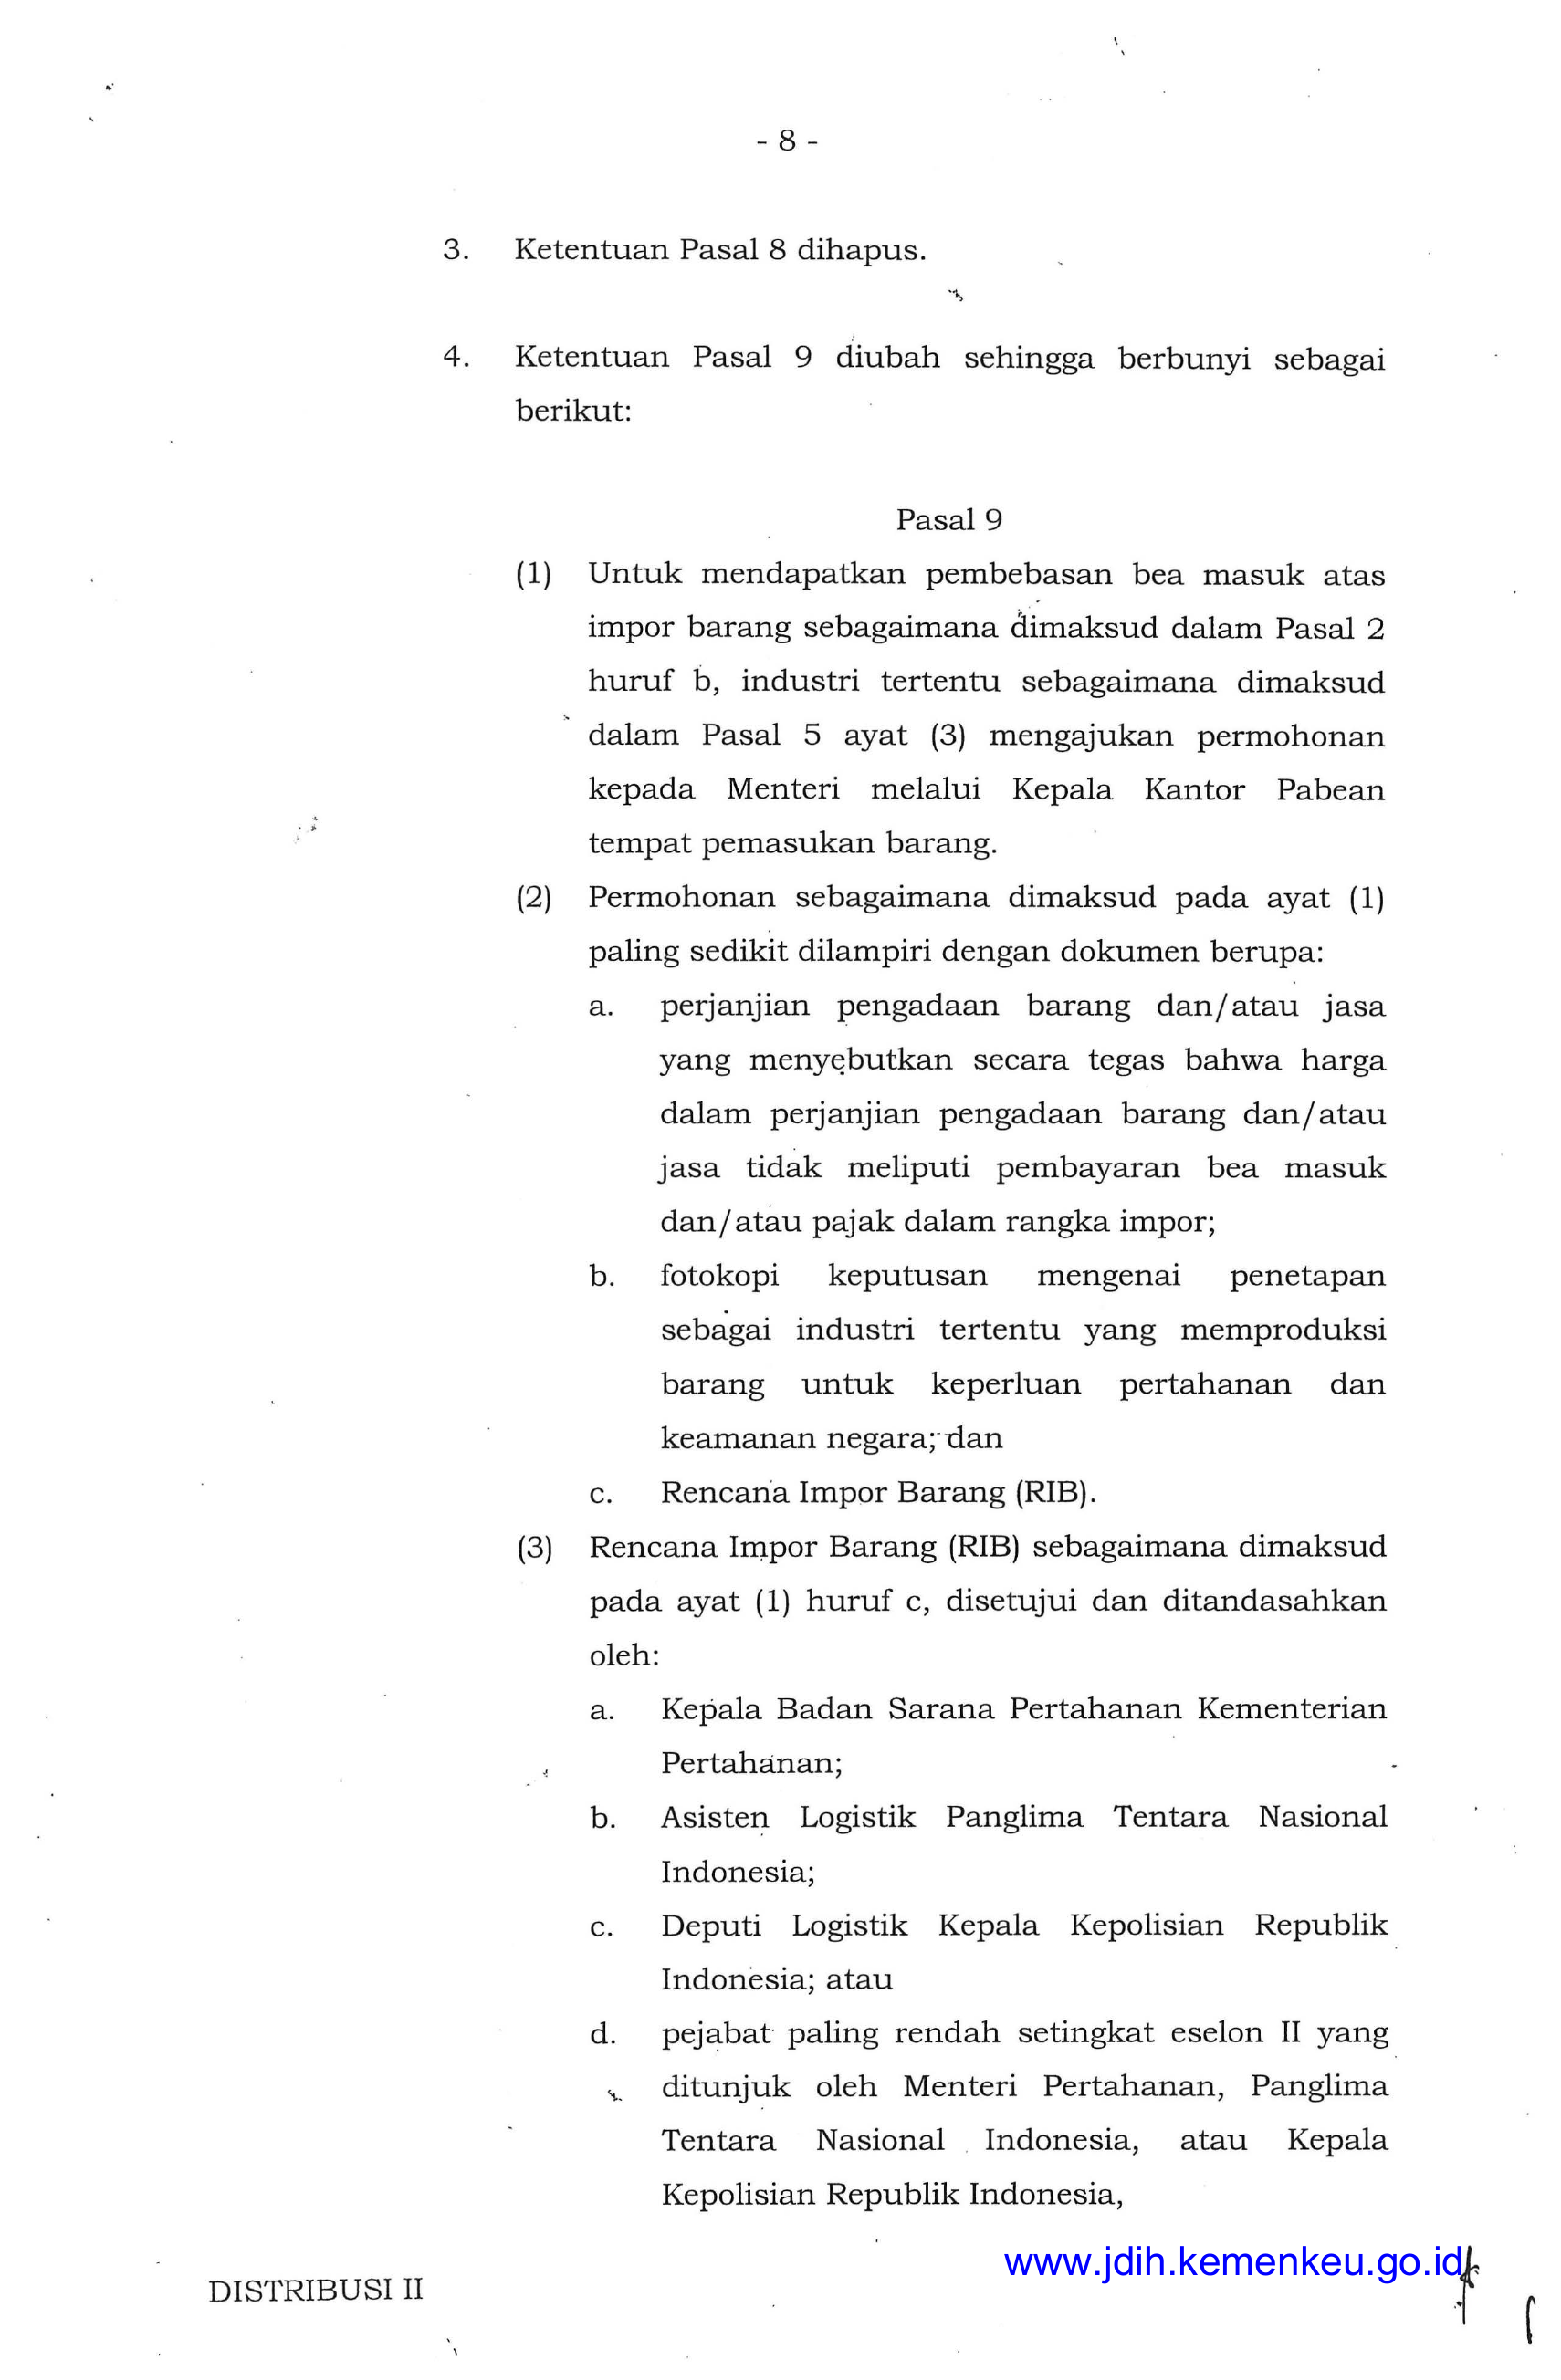 - 8 -
3. Ketentuan Pasal 8 dihapus.
4. Ketentuan Pasal 9 diubah sehingga berbunyi sebagai
berikut:
Pasal 9
(1) Untuk mendapatkan pembebasan bea masuk atas
impor barang sebagaimana dimaksud dalam Pasal 2
huruf b, industri tertentu sebagaimana dimaksud
dalam Pasal 5 ayat (3) mengajukan permohonan
kepada Menteri melalui Kepala Kantor Pabean
tempat pemasukan barang.
(2) Permohonan sebagaimana dimaksud pada ayat (1)
paling sedikit dilampiri dengan dokumen berupa:
a. perjanjian pengadaan barang dan/atau jasa
yang menyebutkan secara tegas bahwa harga
dalam perjanjian pengadaan barang dan/atau
jasa tidak meliputi pembayaran bea masuk
dan/atau pajak dalam rangka impor;
b. fotokopi keputusan mengenai penetapan
sebagai industri tertentu yang memproduksi
barang untuk keperluan pertahanan dan
keamanan negara; dan
c. Rencana Impor Barang (RIB).
(3) Rencana Impor Barang (RIB) sebagaimana dimaksud
pada ayat (1) huruf c, disetujui dan ditandasahkan
oleh:
a. Kepala Badan Sarana Pertahanan Kementerian
Pertahanan;
b. Asisten Logistik Panglima Tentara Nasional
Indonesia;
c. Deputi Logistik Kepala Kepolisian Republik
Indonesia; atau
d. pejabat paling rendah setingkat eselon II yang
ditunjuk oleh Menteri Pertahanan, Panglima
Tentara Nasional Indonesia, atau Kepala
Kepolisian Republik Indonesia,
www.jdih.kemenkeu.go.id
DISTRIBUSI II